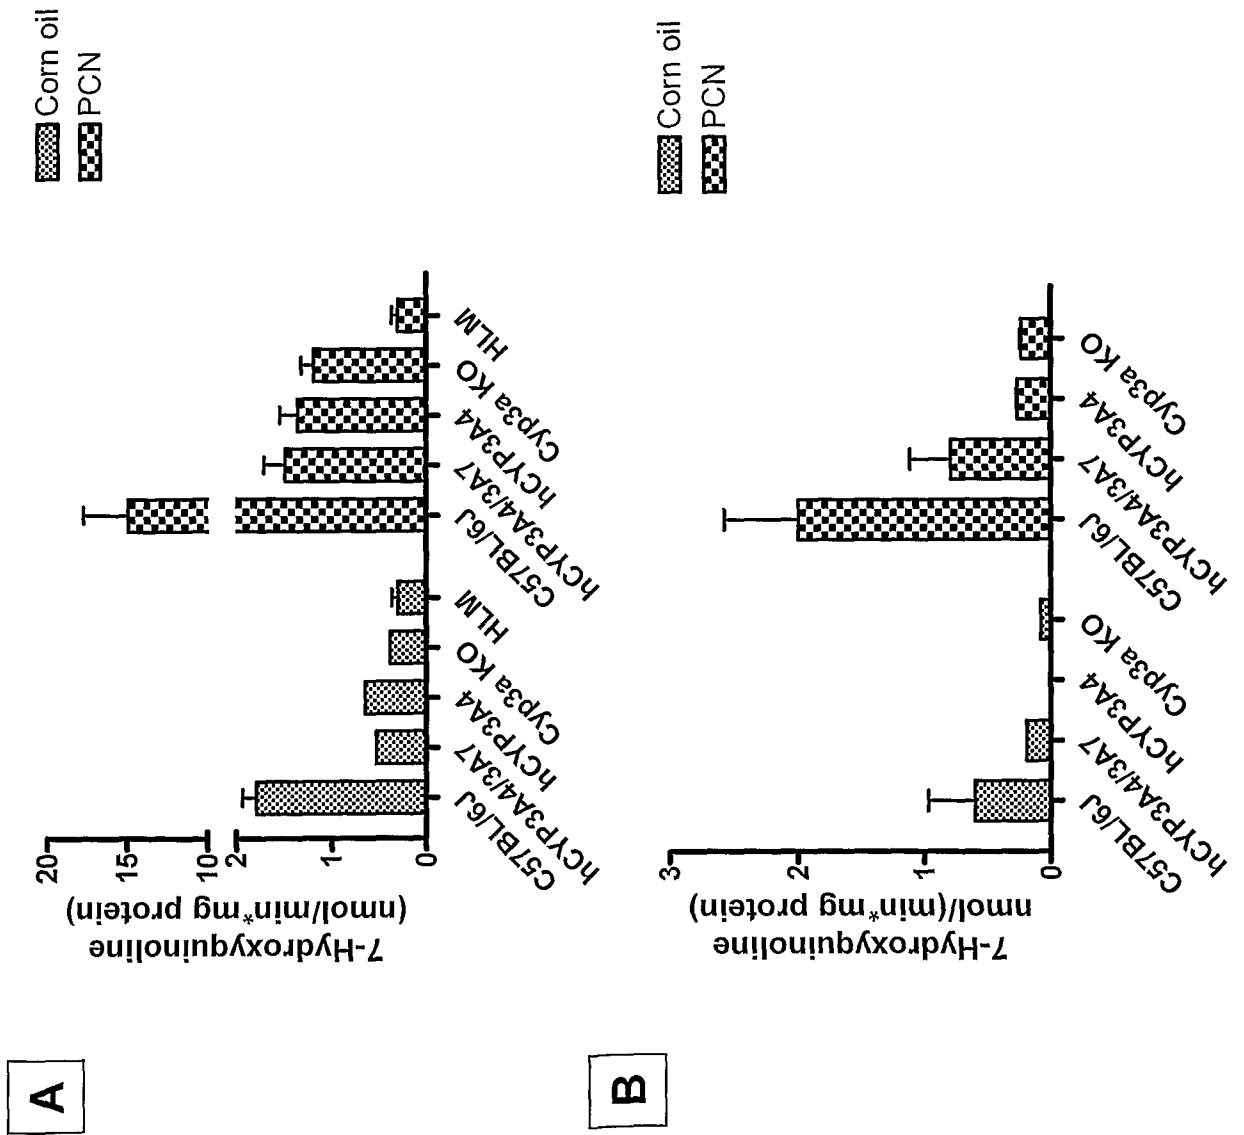 A
7-Hydroxyquinoline
(nmol/min*mg protein)
20
15
10
2
1
0
C57BL/6J
hCYP3A4/3A7
hCYP3A4
Cyp3a KO
HLM
C57BL/6J
hCYP3A4/3A7
hCYP3A4
Cyp3a KO
HLM
Corn oil
PCN
B
7-Hydroxyquinoline
nmol/(min*mg protein)
3
2
1
0
C57BL/6J
hCYP3A4/3A7
hCYP3A4
Cyp3a KO
C57BL/6J
hCYP3A4/3A7
hCYP3A4
Cyp3a KO
Corn oil
PCN